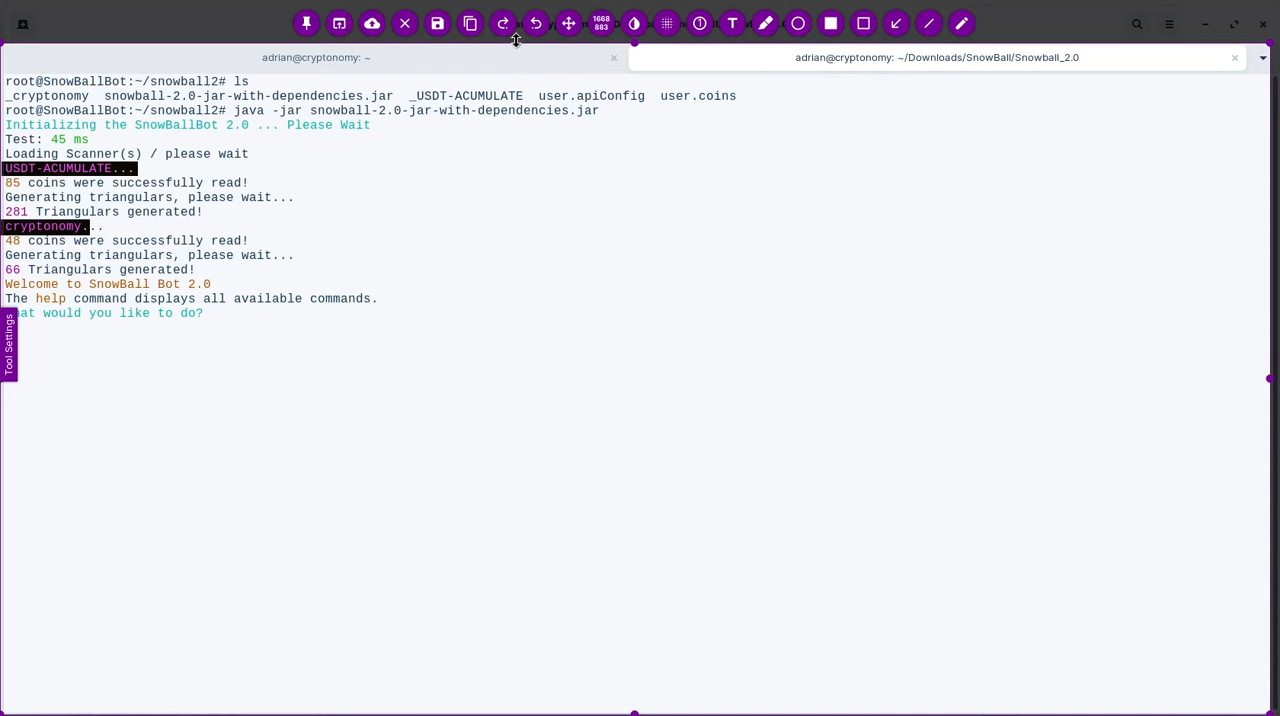 1668
883
1
T
adrian@cryptonomy: ~
adrian@cryptonomy: ~/Downloads/SnowBall/Snowball_2.0
root@SnowBallBot:~/snowball2# ls
_cryptonomy  snowball-2.0-jar-with-dependencies.jar  _USDT-ACUMULATE  user.apiConfig  user.coins
root@SnowBallBot:~/snowball2# java -jar snowball-2.0-jar-with-dependencies.jar
Initializing the SnowBallBot 2.0 ... Please Wait
Test: 45 ms
Loading Scanner(s) / please wait
USDT-ACUMULATE...
85 coins were successfully read!
Generating triangulars, please wait...
281 Triangulars generated!
cryptonomy...
48 coins were successfully read!
Generating triangulars, please wait...
66 Triangulars generated!
Welcome to SnowBall Bot 2.0
The help command displays all available commands.
at would you like to do?
Tool Settings